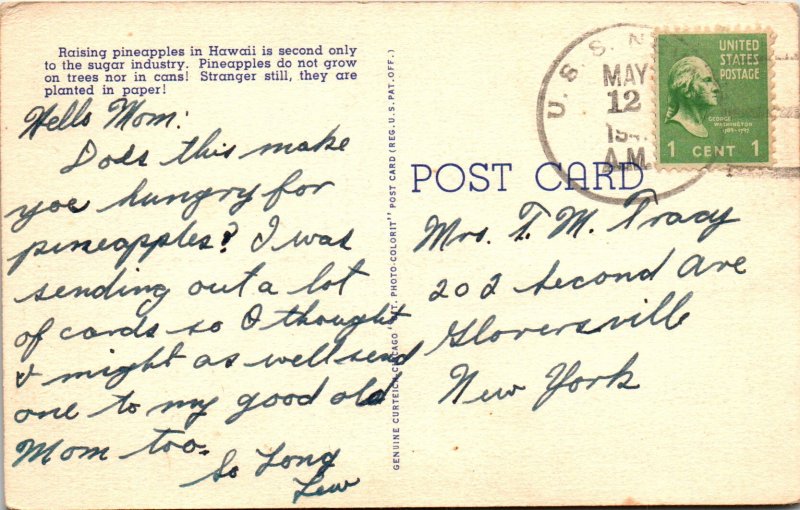 Raising pineapples in Hawaii is second only
to the sugar industry. Pineapples do not grow
on trees nor in cans! Stranger still, they are
planted in paper!
Hello Mom:
Does this make
you hungry for
pineapples? I was
sending out a lot
of cards so I thought
I might as well send
one to my good old
Mom too.
So Long
Lew
GENUINE CURTEICH-CHICAGO "C.T. PHOTO-COLORIT" POST CARD (REG. U.S. PAT. OFF.)
POST CARD
U. S. S. N
MAY
12
194
A.M.
UNITED
STATES
POSTAGE
GEORGE
WASHINGTON
1789-1797
1 CENT 1
Mrs. T. M. Tracy
202 Second Ave
Gloversville
New York